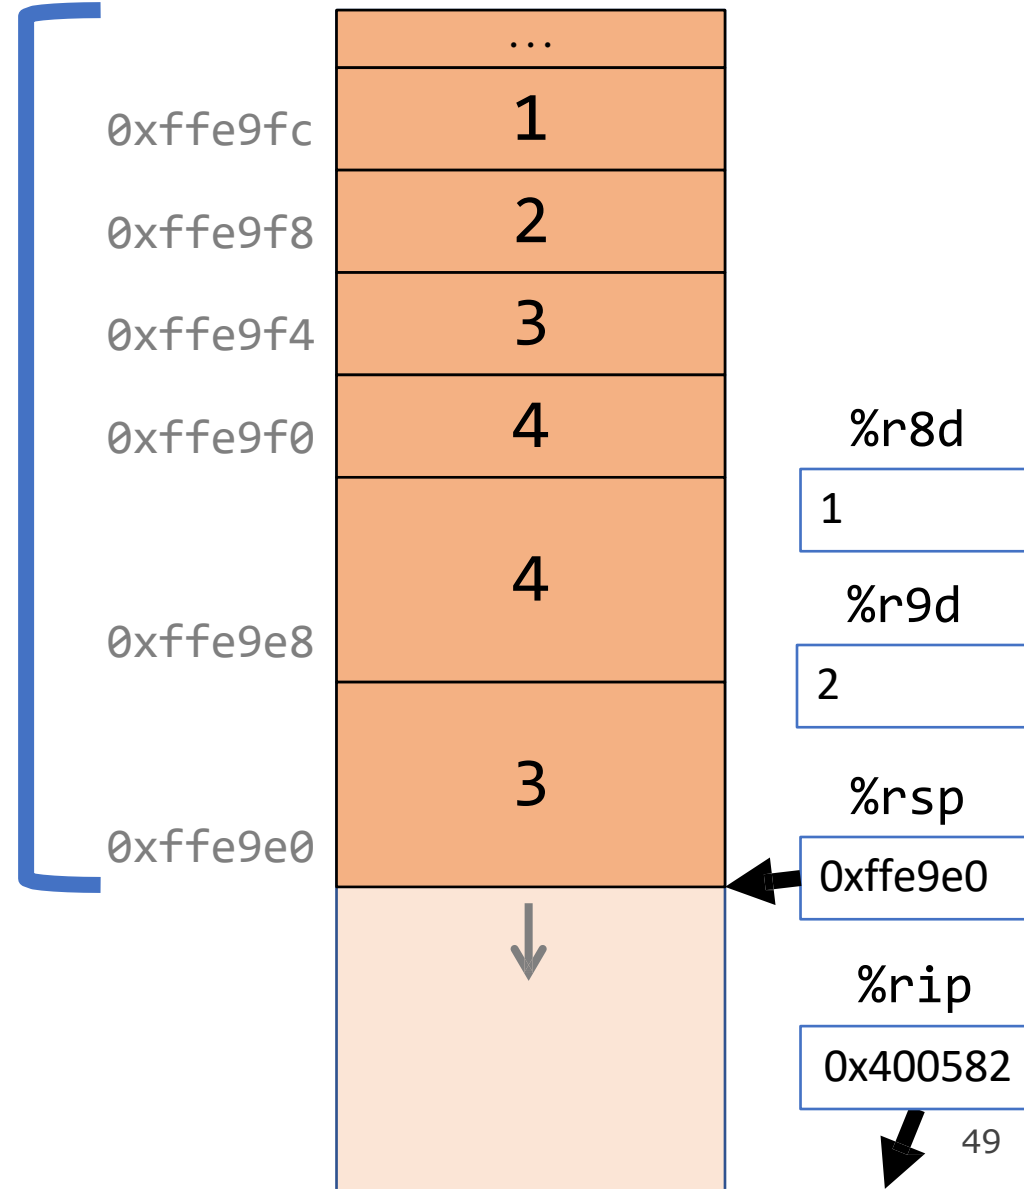 ...
0xffe9fc 1
0xffe9f8 2
0xffe9f4 3
0xffe9f0 4
%r8d
1
4
%r9d
0xffe9e8
2
3
%rsp
0xffe9e0
0xffe9e0
%rip
0x400582
49